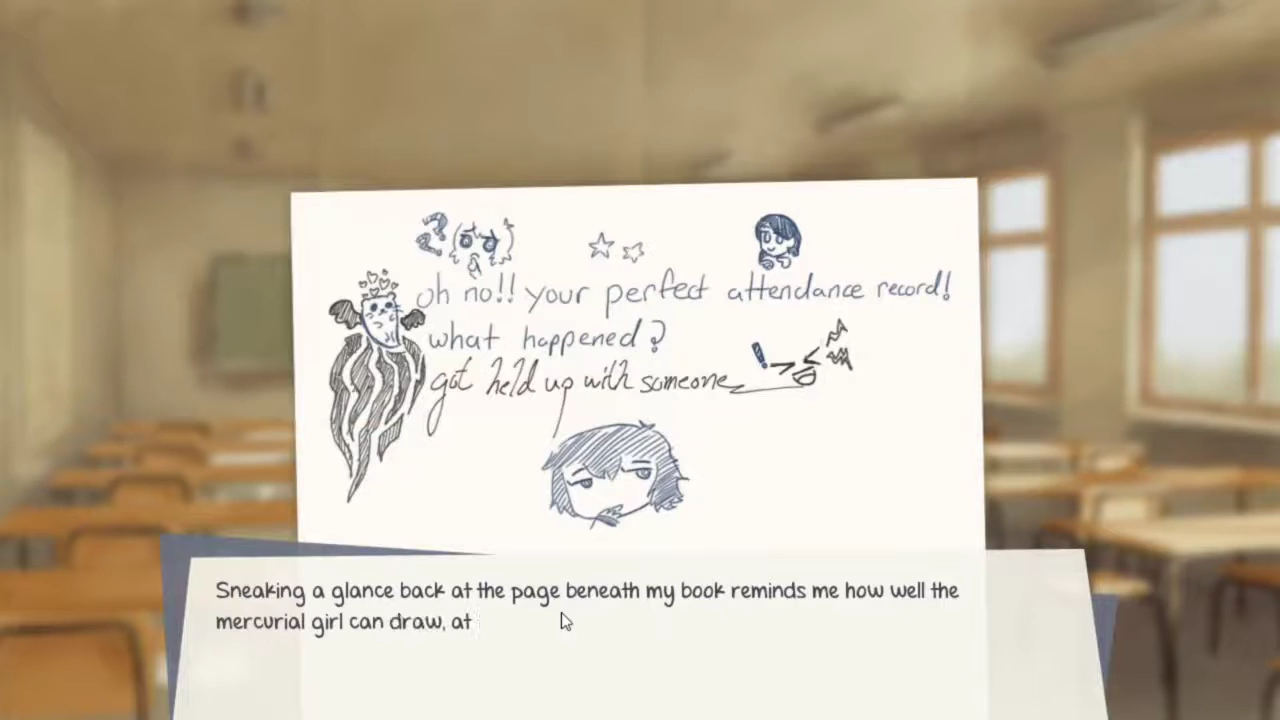 oh no!! your perfect attendance record!
what happened?
got held up with someone
Sneaking a glance back at the page beneath my book reminds me how well the
mercurial girl can draw, at